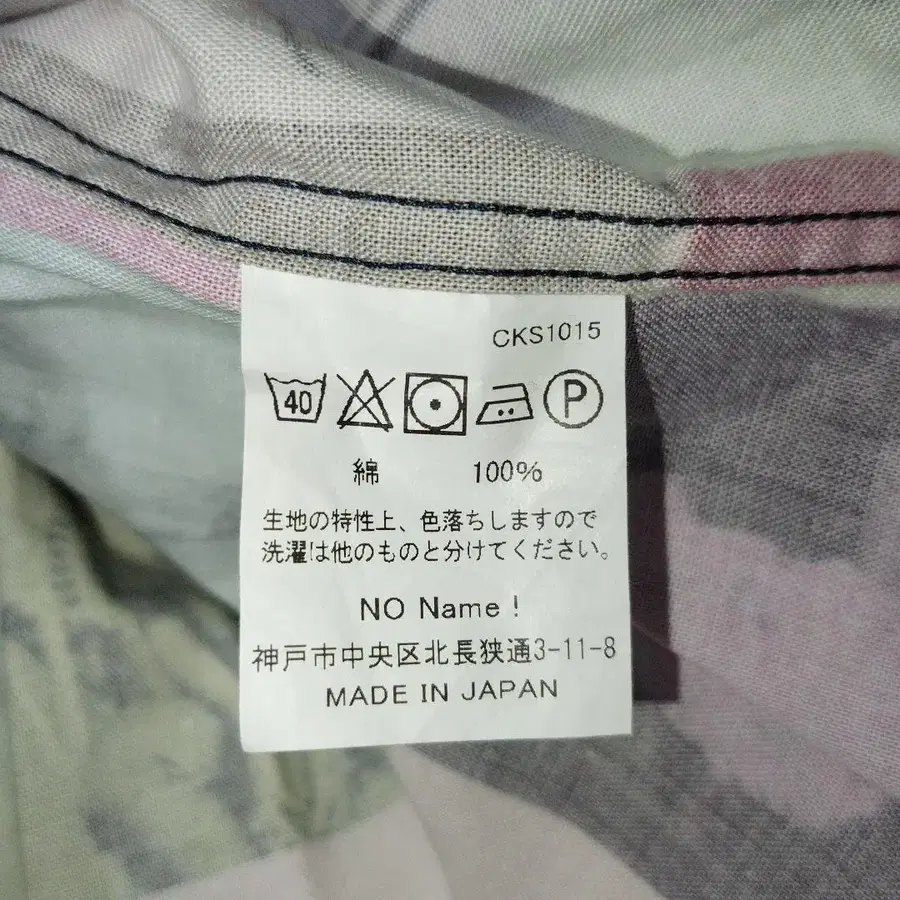 CKS1015
40 P
綿 100%
生地の特性上、色落ちしますので
洗濯は他のものと分けてください。
NO Name !
神戸市中央区北長狭通3-11-8
MADE IN JAPAN